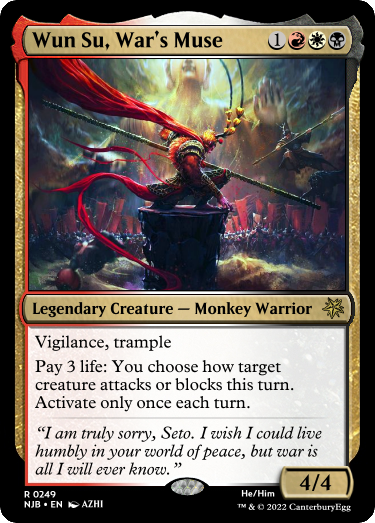 Wun Su, War's Muse 1
Legendary Creature — Monkey Warrior
Vigilance, trample
Pay 3 life: You choose how target
creature attacks or blocks this turn.
Activate only once each turn.
“I am truly sorry, Seto. I wish I could live
humbly in your world of peace, but war is
all I will ever know.”
4/4
R 0249 He/Him
NJB • EN AZHI ™ & © 2022 CanterburyEgg